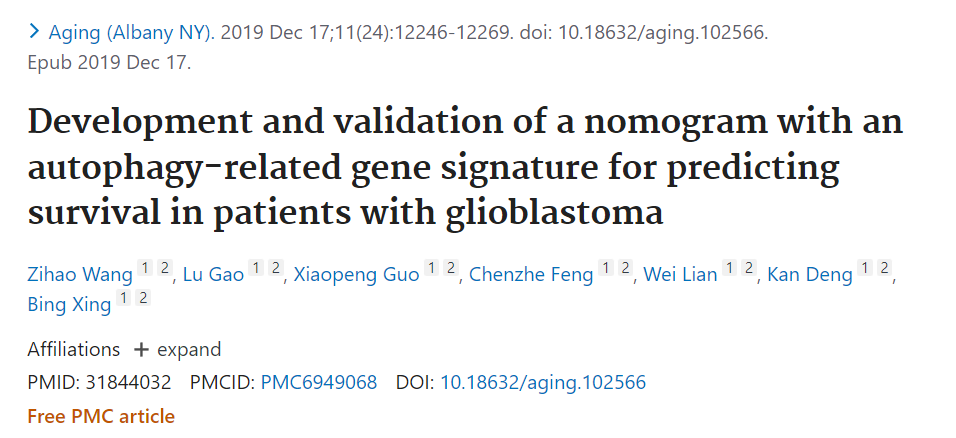 Aging (Albany NY). 2019 Dec 17;11(24):12246-12269. doi: 10.18632/aging.102566.
Epub 2019 Dec 17.
Development and validation of a nomogram with an
autophagy-related gene signature for predicting
survival in patients with glioblastoma
Zihao Wang 1 2, Lu Gao 1 2, Xiaopeng Guo 1 2, Chenzhe Feng 1 2, Wei Lian 1 2, Kan Deng 1 2,
Bing Xing 1 2
Affiliations + expand
PMID: 31844032 PMCID: PMC6949068 DOI: 10.18632/aging.102566
Free PMC article